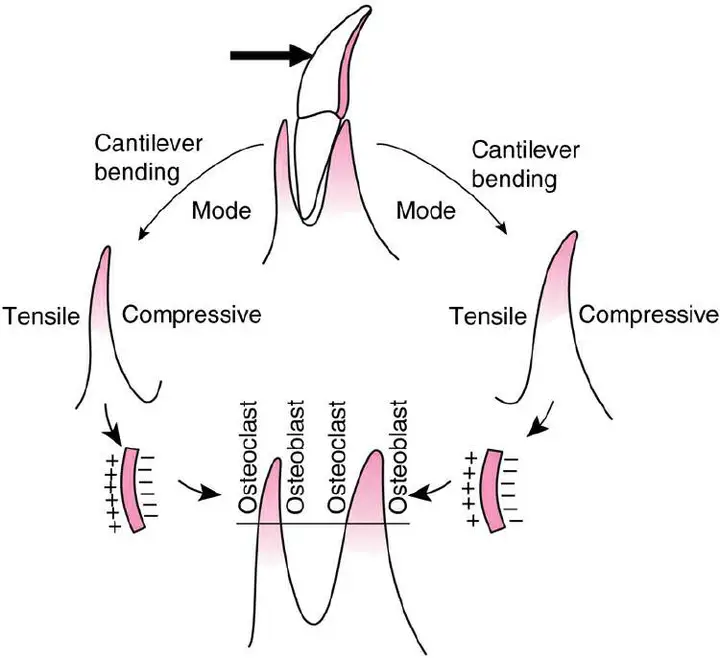 Cantilever
bending
Cantilever
bending
Mode
Mode
Tensile
Compressive
Tensile
Compressive
Osteoclast
Osteoblast
Osteoclast
Osteoblast
+ + + + + +
– – – – – –
+ + + + + +
– – – – – –